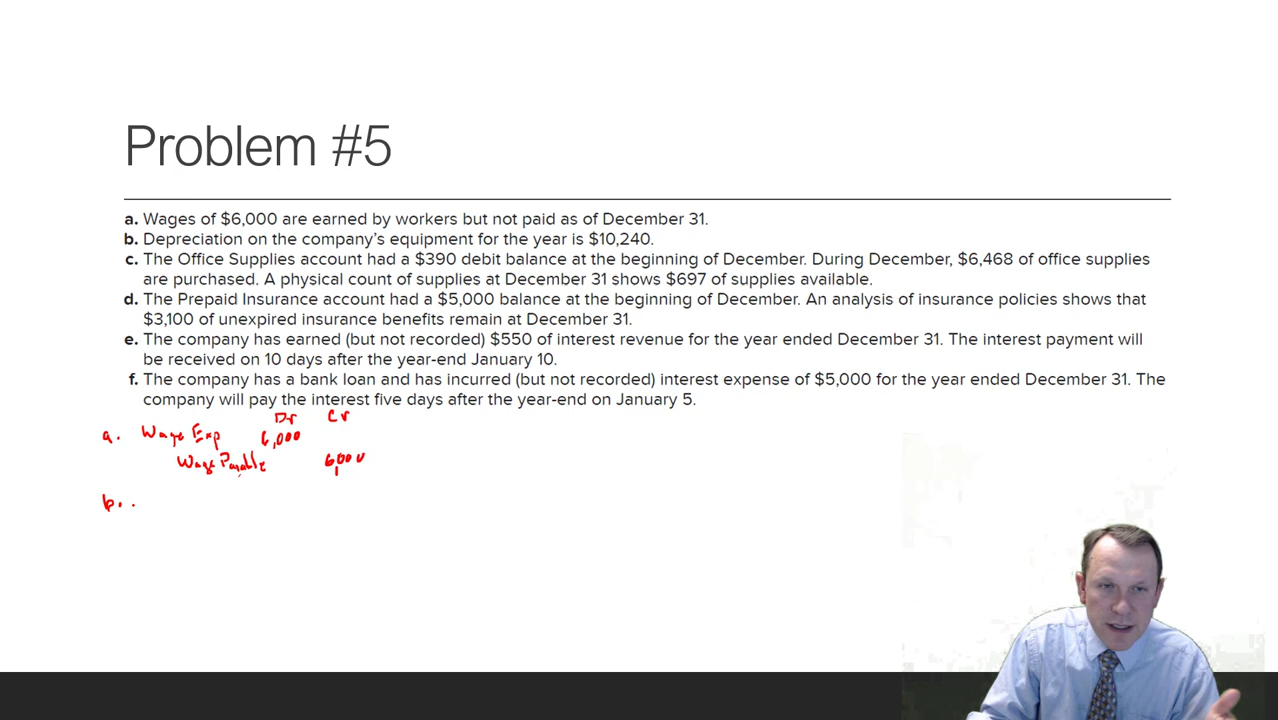 Problem #5
a. Wages of $6,000 are earned by workers but not paid as of December 31.
b. Depreciation on the company's equipment for the year is $10,240.
c. The Office Supplies account had a $390 debit balance at the beginning of December. During December, $6,468 of office supplies
are purchased. A physical count of supplies at December 31 shows $697 of supplies available.
d. The Prepaid Insurance account had a $5,000 balance at the beginning of December. An analysis of insurance policies shows that
$3,100 of unexpired insurance benefits remain at December 31.
e. The company has earned (but not recorded) $550 of interest revenue for the year ended December 31. The interest payment will
be received on 10 days after the year-end January 10.
f. The company has a bank loan and has incurred (but not recorded) interest expense of $5,000 for the year ended December 31. The
company will pay the interest five days after the year-end on January 5.
Dr Cr
a. Wage Exp 6,000
Wage Payable 6,000
b. .